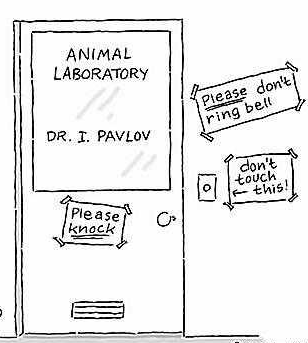 ANIMAL
LABORATORY
DR. I. PAVLOV
Please don't
ring bell
don't
touch
← this!
Please
knock